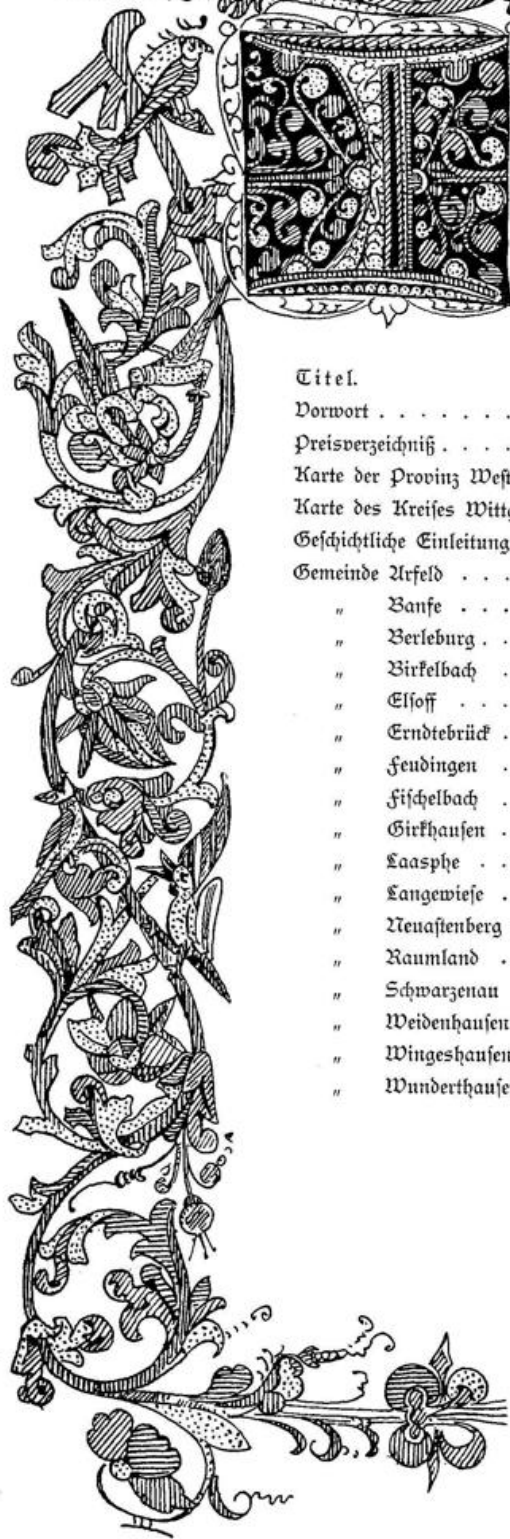 I
Titel.
Vorwort . . . . . . .
Preisverzeichniß . . . .
Karte der Provinz West
Karte des Kreises Wittg
Geschichtliche Einleitung
Gemeinde Arfeld . . .
„ Banfe . . .
„ Berleburg . .
„ Birkelbach .
„ Elsoff . . .
„ Erndtebrück .
„ Feudingen .
„ Fischelbach .
„ Girkhausen .
„ Laasphe . .
„ Langewiese .
„ Neuastenberg
„ Raumland .
„ Schwarzenau
„ Weidenhausen
„ Wingeshausen
„ Wunderthause